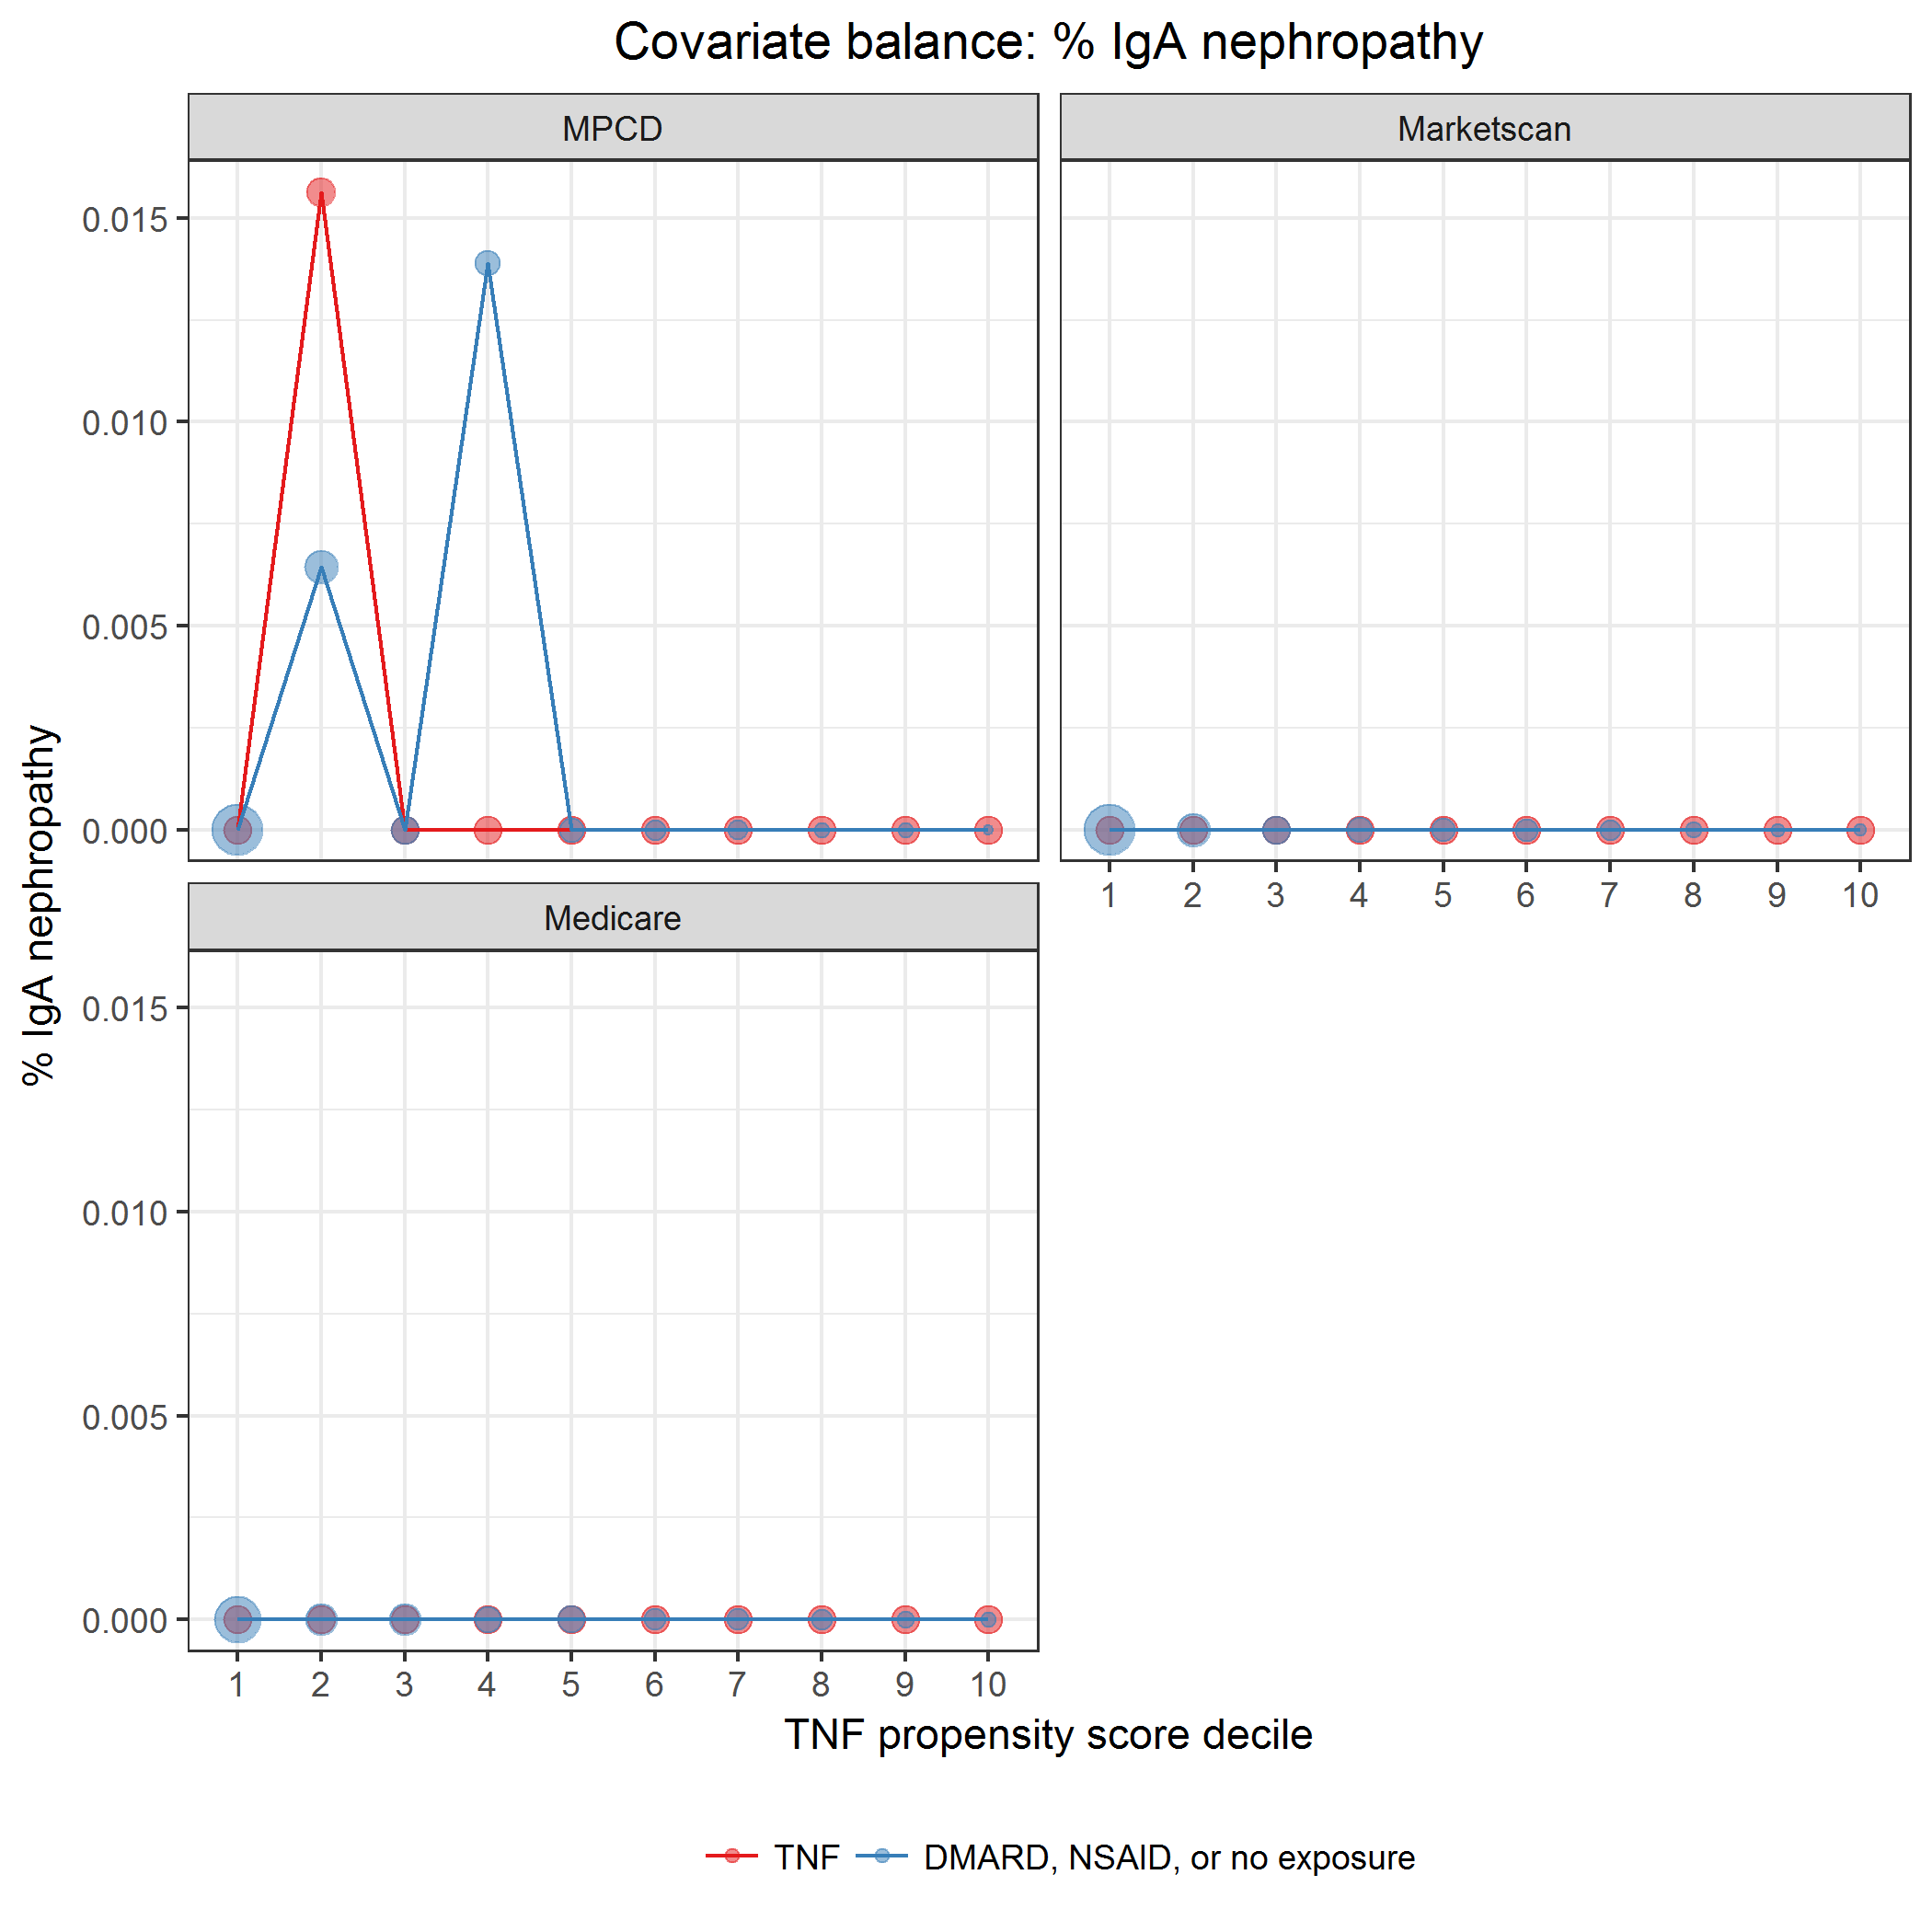 Covariate balance: % IgA nephropathy
MPCD
Marketscan
0.015
0.010
0.005
0.000
1 2 3 4 5 6 7 8 9 10
Medicare
0.015
0.010
0.005
0.000
1 2 3 4 5 6 7 8 9 10
% IgA nephropathy
TNF propensity score decile
TNF
DMARD, NSAID, or no exposure